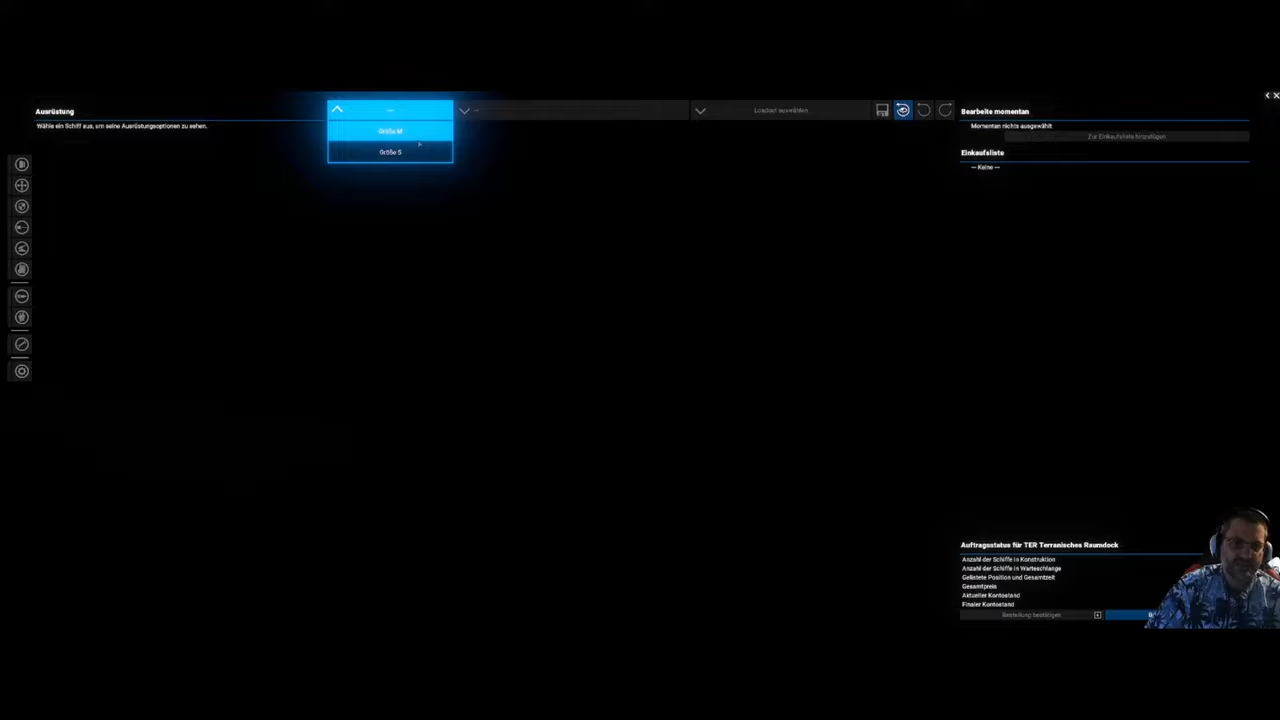 Ausrüstung
Wähle ein Schiff aus, um seine Ausrüstungsoptionen zu sehen.
---
Größe M
Größe S
--
Loadout auswählen
Bearbeite momentan
Momentan nichts ausgewählt
Zur Einkaufsliste hinzufügen
Einkaufsliste
-- Keine --
Auftragsstatus für TER Terranisches Raumdock
Anzahl der Schiffe in Konstruktion
Anzahl der Schiffe in Warteschlange
Gelistete Position und Gesamtzeit
Gesamtpreis
Aktueller Kontostand
Finaler Kontostand
Bestellung bestätigen